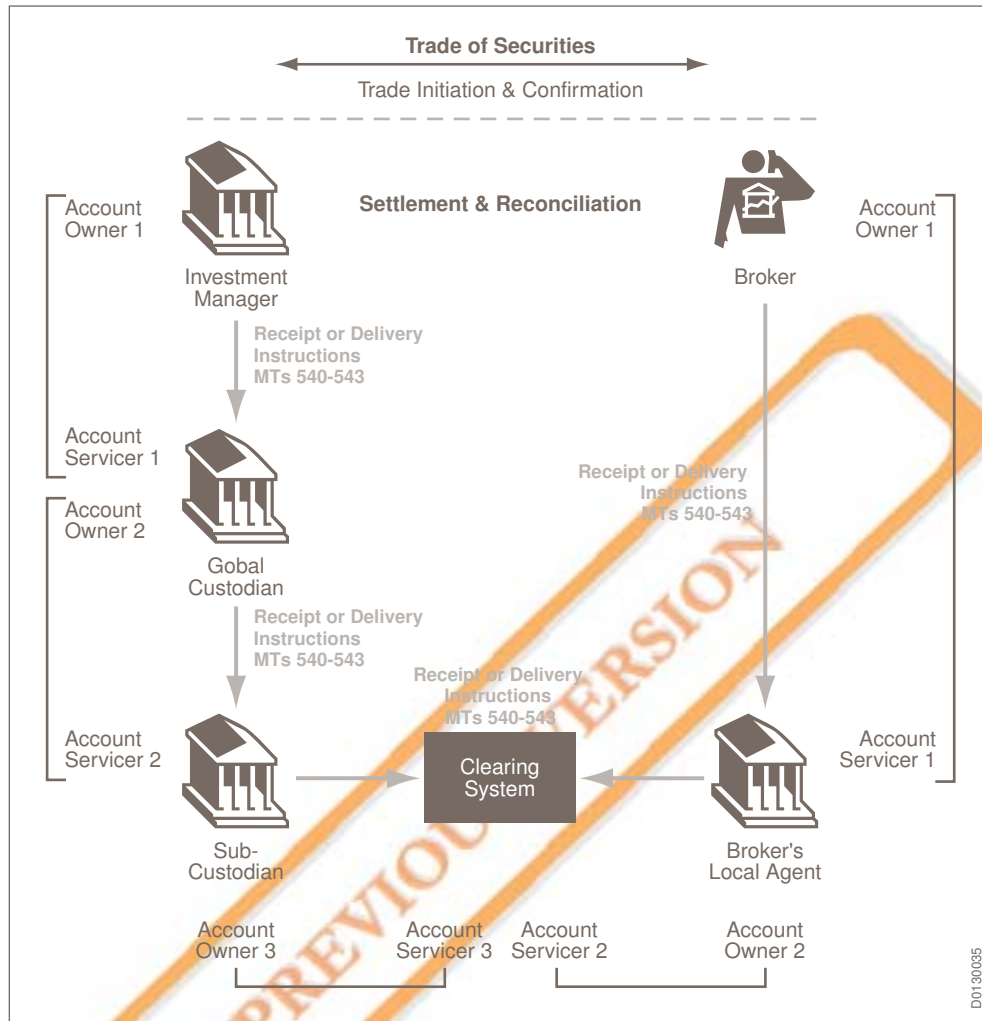 Trade of Securities
Trade Initiation & Confirmation
Settlement & Reconciliation
Account
Owner 1
Investment
Manager
Account
Owner 1
Broker
Receipt or Delivery
Instructions
MTs 540-543
Account
Servicer 1
Account
Owner 2
Gobal
Custodian
Receipt or Delivery
Instructions
MTs 540-543
Receipt or Delivery
Instructions
MTs 540-543
Receipt or Delivery
Instructions
MTs 540-543
Account
Servicer 2
Sub-
Custodian
Clearing
System
Account
Servicer 1
Broker's
Local Agent
Account
Owner 3
Account
Servicer 3
Account
Servicer 2
Account
Owner 2
PREVIOUS VERSION
D0130035